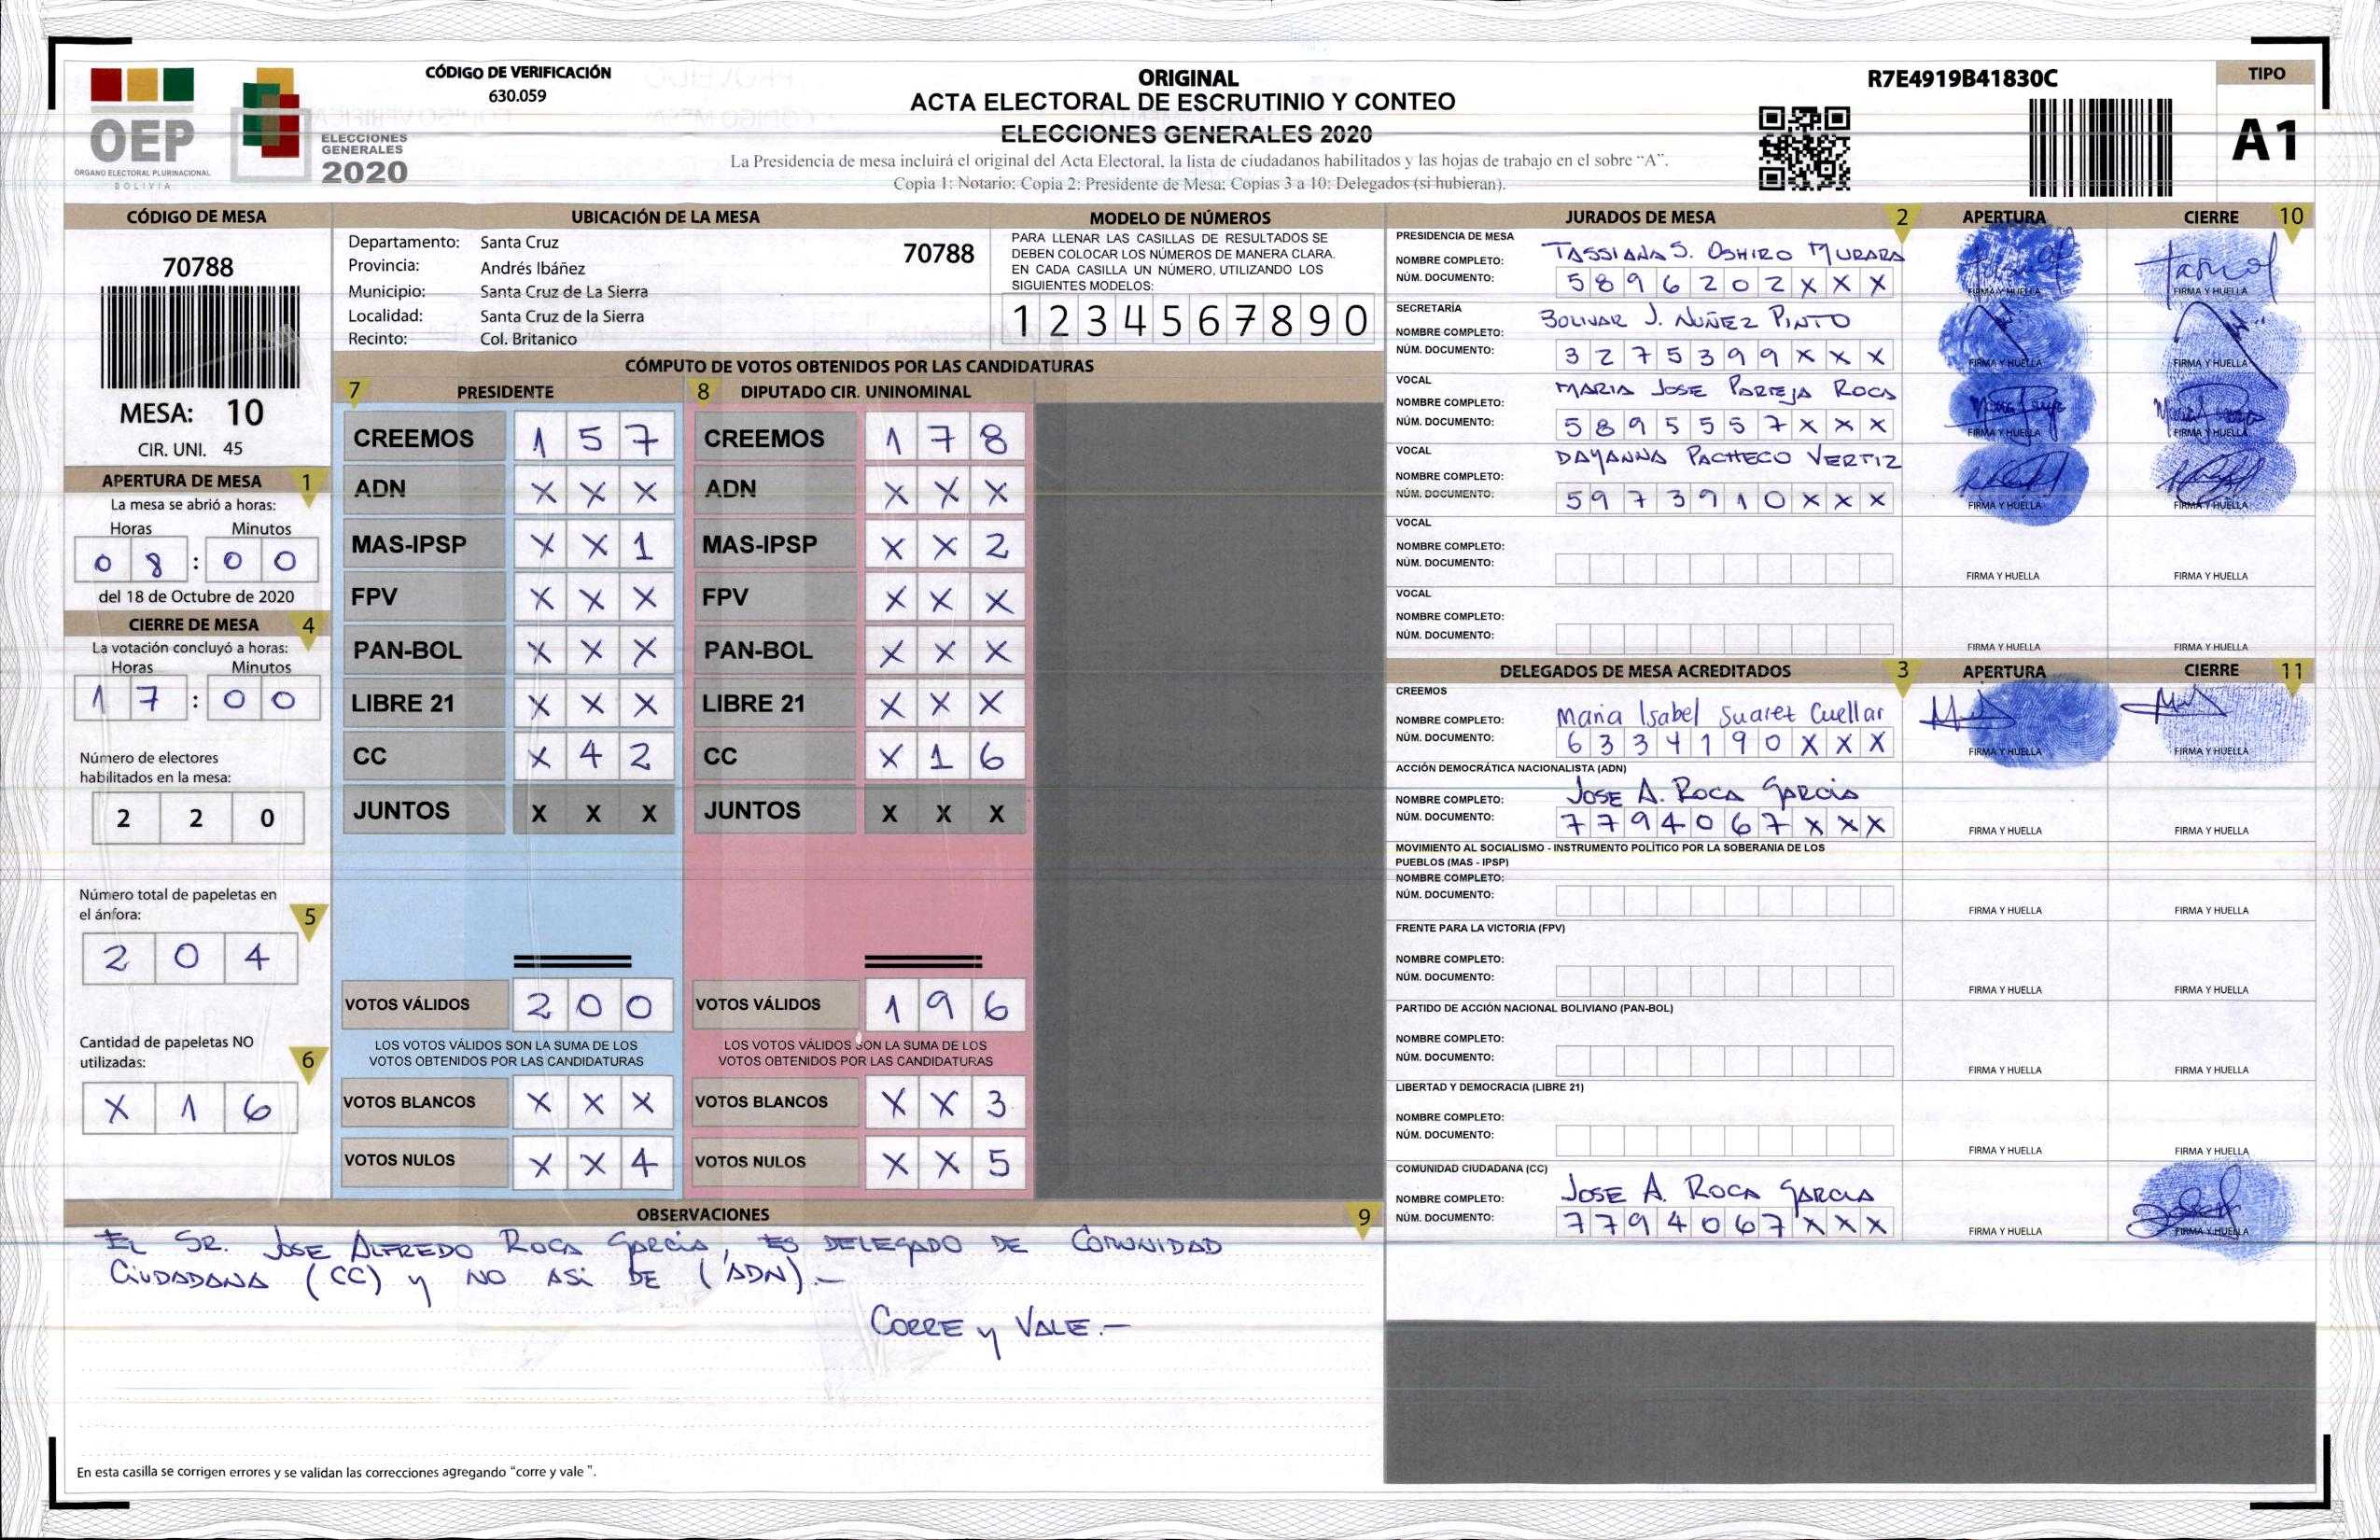 CÓDIGO DE VERIFICACIÓN
630.059
OEP
ÓRGANO ELECTORAL PLURINACIONAL
BOLIVIA
ELECCIONES
GENERALES
2020
ORIGINAL
ACTA ELECTORAL DE ESCRUTINIO Y CONTEO
ELECCIONES GENERALES 2020
La Presidencia de mesa incluirá el original del Acta Electoral, la lista de ciudadanos habilitados y las hojas de trabajo en el sobre “A”.
Copia 1: Notario; Copia 2: Presidente de Mesa; Copias 3 a 10: Delegados (si hubieran).
R7E4919B41830C
TIPO
A1
CÓDIGO DE MESA
70788
MESA: 10
CIR. UNI. 45
APERTURA DE MESA 1
La mesa se abrió a horas:
Horas Minutos
0 8 : 0 0
del 18 de Octubre de 2020
CIERRE DE MESA 4
La votación concluyó a horas:
Horas Minutos
1 7 : 0 0
Número de electores
habilitados en la mesa:
2 2 0
Número total de papeletas en
el ánfora: 5
2 0 4
Cantidad de papeletas NO
utilizadas: 6
X 1 6
UBICACIÓN DE LA MESA
Departamento: Santa Cruz 70788
Provincia: Andrés Ibáñez
Municipio: Santa Cruz de La Sierra
Localidad: Santa Cruz de la Sierra
Recinto: Col. Britanico
MODELO DE NÚMEROS
PARA LLENAR LAS CASILLAS DE RESULTADOS SE
DEBEN COLOCAR LOS NÚMEROS DE MANERA CLARA.
EN CADA CASILLA UN NÚMERO, UTILIZANDO LOS
SIGUIENTES MODELOS:
1 2 3 4 5 6 7 8 9 0
CÓMPUTO DE VOTOS OBTENIDOS POR LAS CANDIDATURAS
7 PRESIDENTE
CREEMOS 1 5 7
ADN X X X
MAS-IPSP X X 1
FPV X X X
PAN-BOL X X X
LIBRE 21 X X X
CC X 4 2
JUNTOS X X X
VOTOS VÁLIDOS 2 0 0
LOS VOTOS VÁLIDOS SON LA SUMA DE LOS
VOTOS OBTENIDOS POR LAS CANDIDATURAS
VOTOS BLANCOS X X X
VOTOS NULOS X X 4
8 DIPUTADO CIR. UNINOMINAL
CREEMOS 1 7 8
ADN X X X
MAS-IPSP X X 2
FPV X X X
PAN-BOL X X X
LIBRE 21 X X X
CC X 1 6
JUNTOS X X X
VOTOS VÁLIDOS 1 9 6
LOS VOTOS VÁLIDOS SON LA SUMA DE LOS
VOTOS OBTENIDOS POR LAS CANDIDATURAS
VOTOS BLANCOS X X 3
VOTOS NULOS X X 5
OBSERVACIONES 9
EL SR. JOSE ALFREDO ROCA GARCIA, ES DELEGADO DE COMUNIDAD
CIUDADANA (CC) y NO ASI DE (ADN).-
CORRE y VALE.-
En esta casilla se corrigen errores y se validan las correcciones agregando “corre y vale ”.
JURADOS DE MESA 2 APERTURA CIERRE 10
PRESIDENCIA DE MESA
NOMBRE COMPLETO: TASSIANA S. OSHIRO MURARA
NÚM. DOCUMENTO: 5 8 9 6 2 0 2 X X X
FIRMA Y HUELLA FIRMA Y HUELLA
SECRETARÍA
NOMBRE COMPLETO: BOLIVAR J. NUÑEZ PINTO
NÚM. DOCUMENTO: 3 2 7 5 3 9 9 X X X
FIRMA Y HUELLA FIRMA Y HUELLA
VOCAL
NOMBRE COMPLETO: MARIA JOSE PAREJA ROCA
NÚM. DOCUMENTO: 5 8 9 5 5 5 7 X X X
FIRMA Y HUELLA FIRMA Y HUELLA
VOCAL
NOMBRE COMPLETO: DAYANNA PACHECO VERTIZ
NÚM. DOCUMENTO: 5 9 7 3 9 1 0 X X X
FIRMA Y HUELLA FIRMA Y HUELLA
VOCAL
NOMBRE COMPLETO:
NÚM. DOCUMENTO:
FIRMA Y HUELLA FIRMA Y HUELLA
VOCAL
NOMBRE COMPLETO:
NÚM. DOCUMENTO:
FIRMA Y HUELLA FIRMA Y HUELLA
DELEGADOS DE MESA ACREDITADOS 3 APERTURA CIERRE 11
CREEMOS
NOMBRE COMPLETO: Maria Isabel Suarez Cuellar
NÚM. DOCUMENTO: 6 3 3 4 1 9 0 X X X
FIRMA Y HUELLA FIRMA Y HUELLA
ACCIÓN DEMOCRÁTICA NACIONALISTA (ADN)
NOMBRE COMPLETO: JOSE A. ROCA GARCIA
NÚM. DOCUMENTO: 7 7 9 4 0 6 7 X X X
FIRMA Y HUELLA FIRMA Y HUELLA
MOVIMIENTO AL SOCIALISMO - INSTRUMENTO POLÍTICO POR LA SOBERANIA DE LOS
PUEBLOS (MAS - IPSP)
NOMBRE COMPLETO:
NÚM. DOCUMENTO:
FIRMA Y HUELLA FIRMA Y HUELLA
FRENTE PARA LA VICTORIA (FPV)
NOMBRE COMPLETO:
NÚM. DOCUMENTO:
FIRMA Y HUELLA FIRMA Y HUELLA
PARTIDO DE ACCIÓN NACIONAL BOLIVIANO (PAN-BOL)
NOMBRE COMPLETO:
NÚM. DOCUMENTO:
FIRMA Y HUELLA FIRMA Y HUELLA
LIBERTAD Y DEMOCRACIA (LIBRE 21)
NOMBRE COMPLETO:
NÚM. DOCUMENTO:
FIRMA Y HUELLA FIRMA Y HUELLA
COMUNIDAD CIUDADANA (CC)
NOMBRE COMPLETO: JOSE A. ROCA GARCIA
NÚM. DOCUMENTO: 7 7 9 4 0 6 7 X X X
FIRMA Y HUELLA FIRMA Y HUELLA